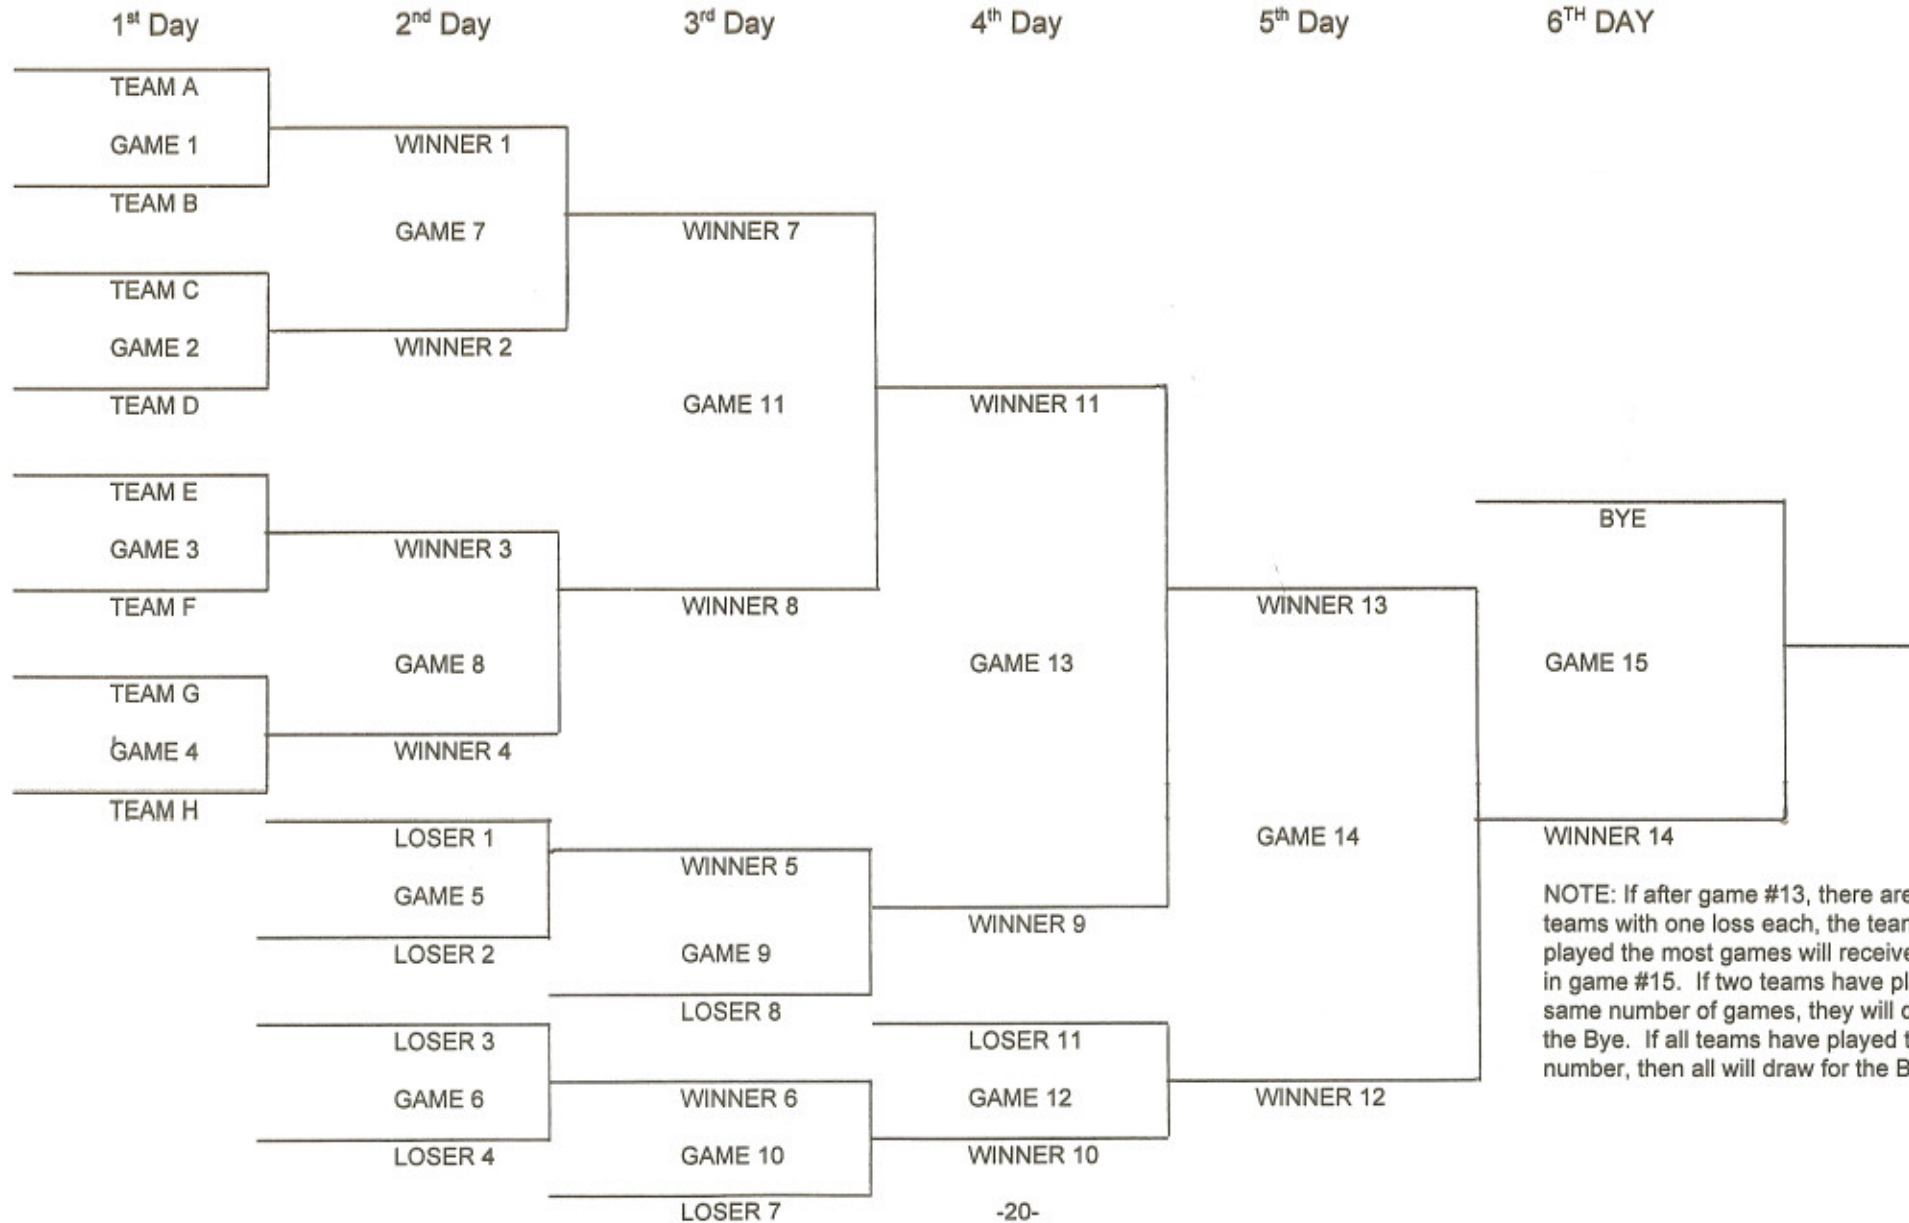 1st Day 2nd Day 3rd Day 4th Day 5th Day 6TH DAY
TEAM A
GAME 1
TEAM B
TEAM C
GAME 2
TEAM D
TEAM E
GAME 3
TEAM F
TEAM G
GAME 4
TEAM H
WINNER 1
GAME 7
WINNER 2
WINNER 3
GAME 8
WINNER 4
LOSER 1
GAME 5
LOSER 2
LOSER 3
GAME 6
LOSER 4
WINNER 7
GAME 11
WINNER 8
WINNER 5
GAME 9
LOSER 8
WINNER 6
GAME 10
LOSER 7
WINNER 11
GAME 13
WINNER 9
LOSER 11
GAME 12
WINNER 10
WINNER 13
GAME 14
WINNER 12
BYE
GAME 15
WINNER 14
NOTE: If after game #13, there are
teams with one loss each, the
played the most games will
in game #15. If two teams have
same number of games, they will
the Bye. If all teams have played
number, then all will draw for the
-20-